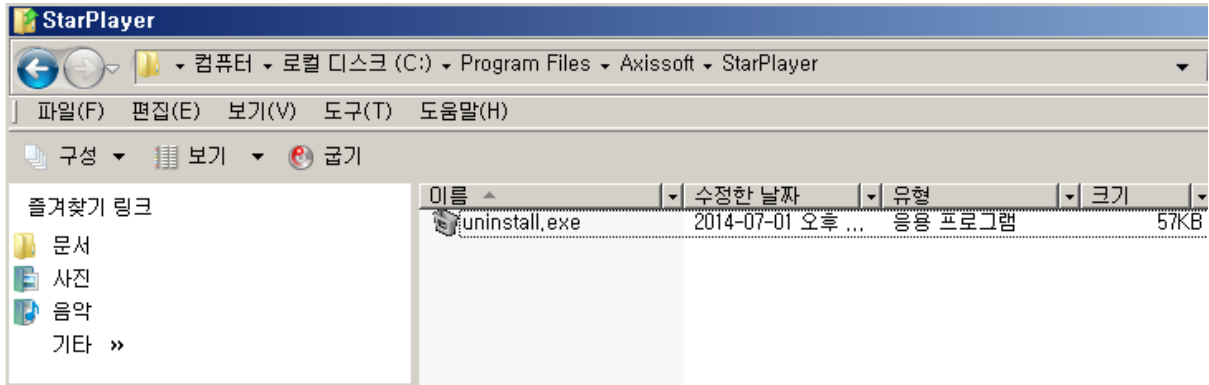 StarPlayer
컴퓨터 로컬 디스크 (C:) Program Files Axissoft StarPlayer
파일(F) 편집(E) 보기(V) 도구(T) 도움말(H)
구성 보기 굽기
즐겨찾기 링크
문서
사진
음악
기타 »
이름 수정한 날짜 유형 크기
uninstall.exe 2014-07-01 오후 ... 응용 프로그램 57KB